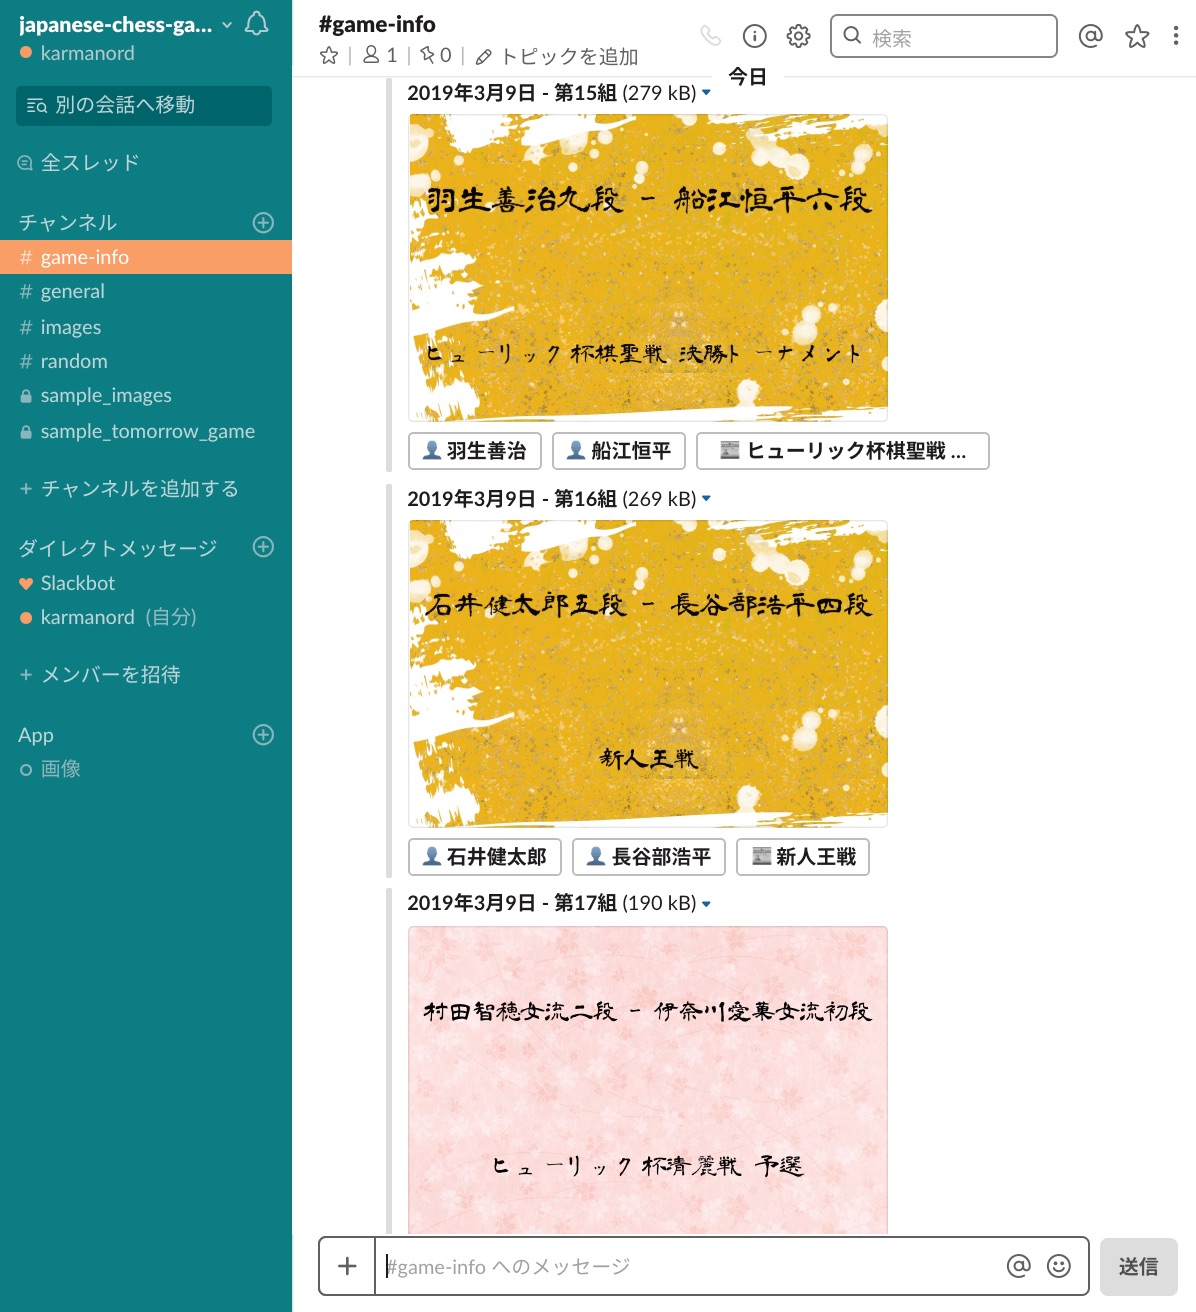 japanese-chess-ga...
karmanord
別の会話へ移動
全スレッド
チャンネル
# game-info
# general
# images
# random
sample_images
sample_tomorrow_game
+ チャンネルを追加する
ダイレクトメッセージ
Slackbot
karmanord (自分)
+ メンバーを招待
App
画像
#game-info
1 | 0 | トピックを追加
検索
今日
2019年3月9日 - 第15組 (279 kB)
羽生善治九段 - 船江恒平六段
ヒューリック杯棋聖戦 決勝トーナメント
羽生善治
船江恒平
ヒューリック杯棋聖戦 ...
2019年3月9日 - 第16組 (269 kB)
石井健太郎五段 - 長谷部浩平四段
新人王戦
石井健太郎
長谷部浩平
新人王戦
2019年3月9日 - 第17組 (190 kB)
村田智穂女流二段 - 伊奈川愛菓女流初段
ヒューリック杯清麗戦 予選
#game-info へのメッセージ
送信